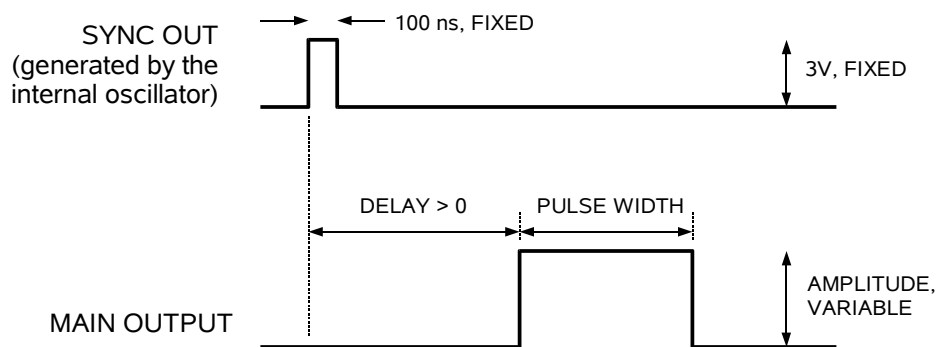 100 ns, FIXED
SYNC OUT
(generated by the
internal oscillator)
3V, FIXED
DELAY > 0
PULSE WIDTH
AMPLITUDE,
VARIABLE
MAIN OUTPUT